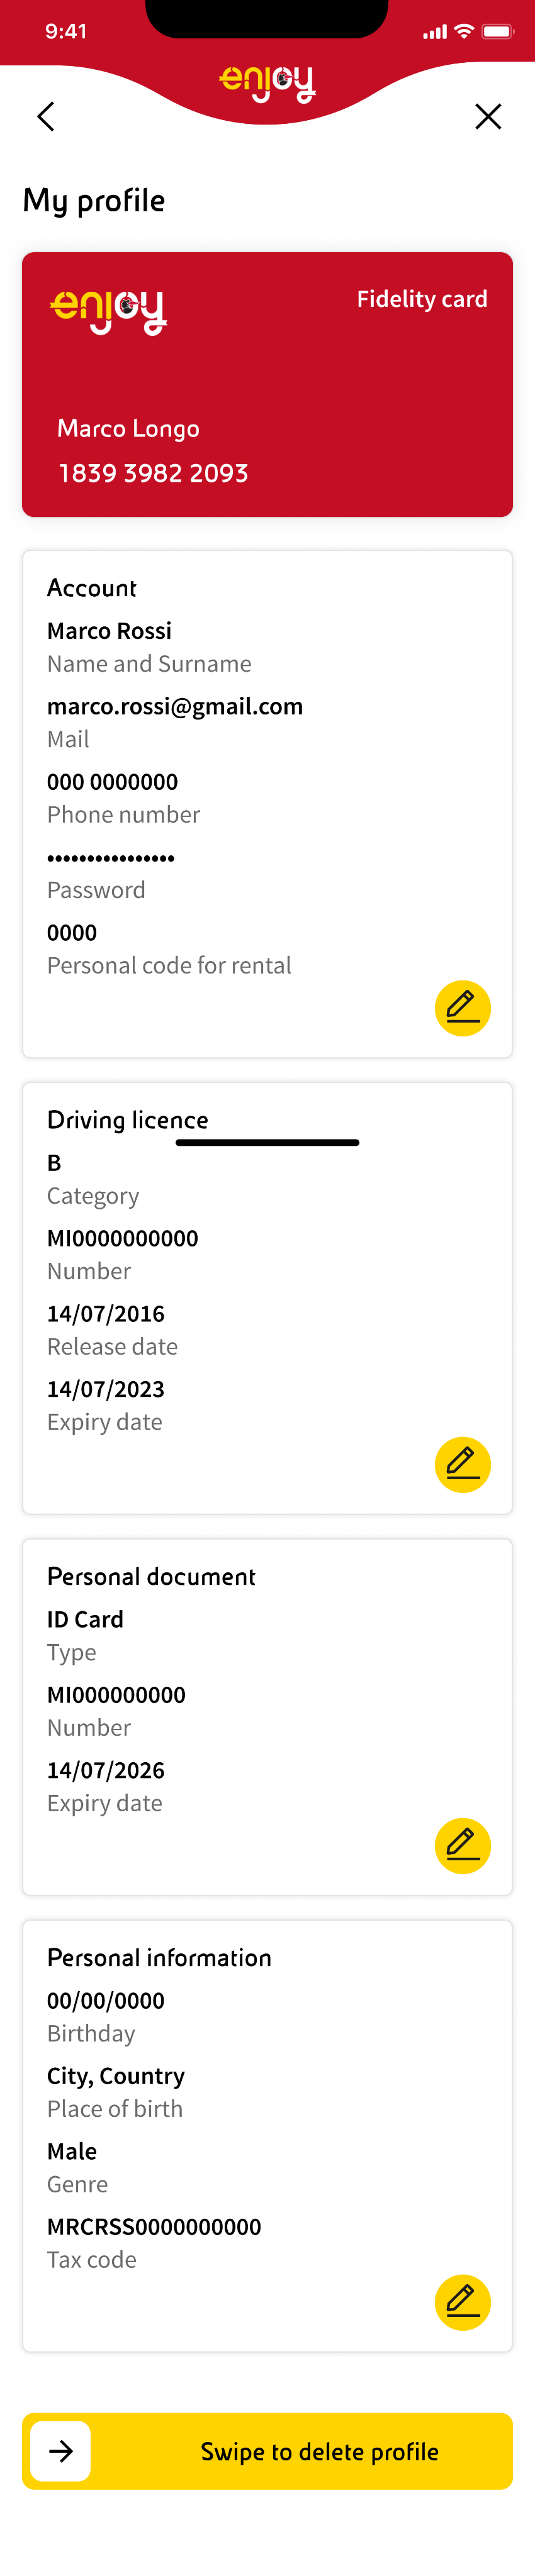 9:41
enjoy
My profile
enjoy
Fidelity card
Marco Longo
1839 3982 2093
Account
Marco Rossi
Name and Surname
marco.rossi@gmail.com
Mail
000 0000000
Phone number
••••••••••••••••
Password
0000
Personal code for rental
Driving licence
B
Category
MI0000000000
Number
14/07/2016
Release date
14/07/2023
Expiry date
Personal document
ID Card
Type
MI000000000
Number
14/07/2026
Expiry date
Personal information
00/00/0000
Birthday
City, Country
Place of birth
Male
Genre
MRCRSS0000000000
Tax code
Swipe to delete profile